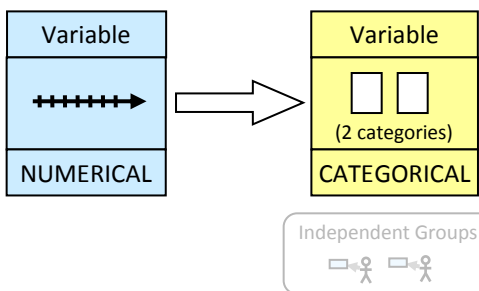 Variable
NUMERICAL
Variable
(2 categories)
CATEGORICAL
Independent Groups